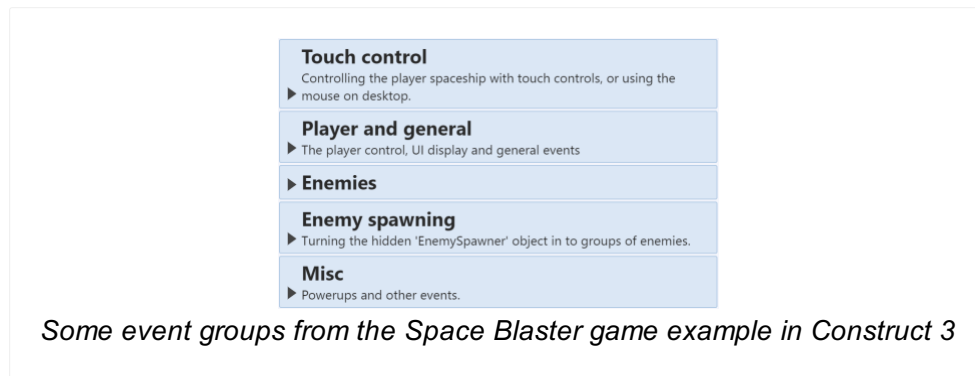 Touch control
Controlling the player spaceship with touch controls, or using the
mouse on desktop.
Player and general
The player control, UI display and general events
Enemies
Enemy spawning
Turning the hidden 'EnemySpawner' object in to groups of enemies.
Misc
Powerups and other events.
Some event groups from the Space Blaster game example in Construct 3